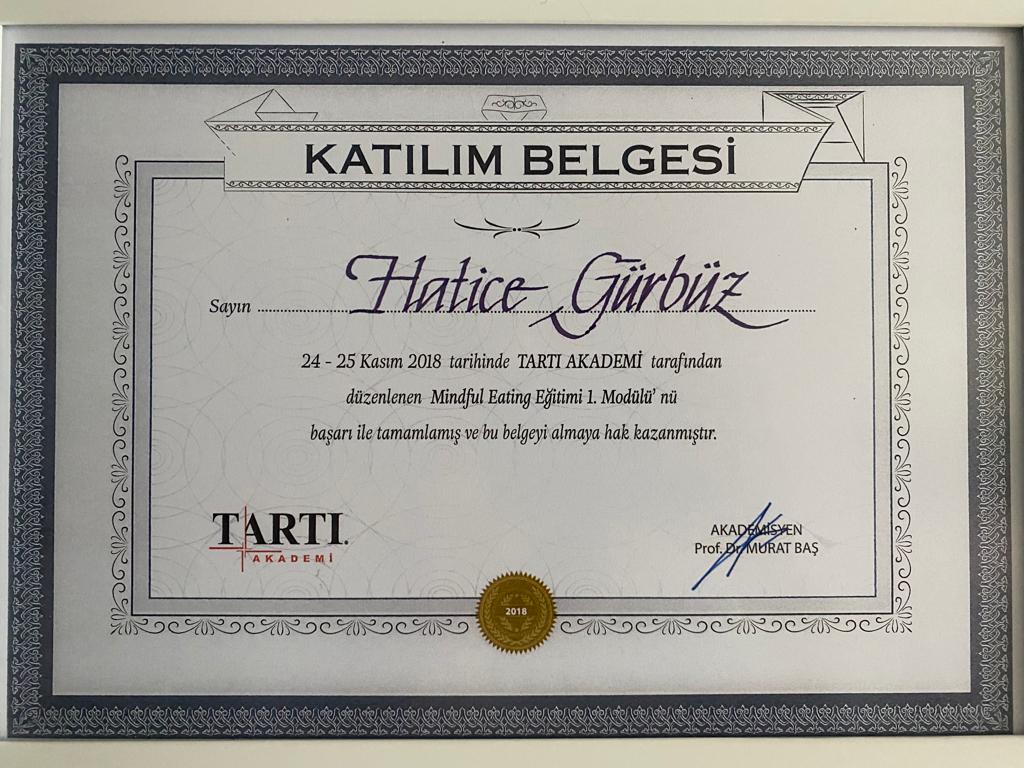 KATILIM BELGESİ
Sayın Hatice Gürbüz
24 - 25 Kasım 2018 tarihinde TARTI AKADEMİ tarafından
düzenlenen Mindful Eating Eğitimi 1. Modülü' nü
başarı ile tamamlamış ve bu belgeyi almaya hak kazanmıştır.
TARTI.
AKADEMİ
AKADEMİSYEN
Prof. Dr. MURAT BAŞ
2018